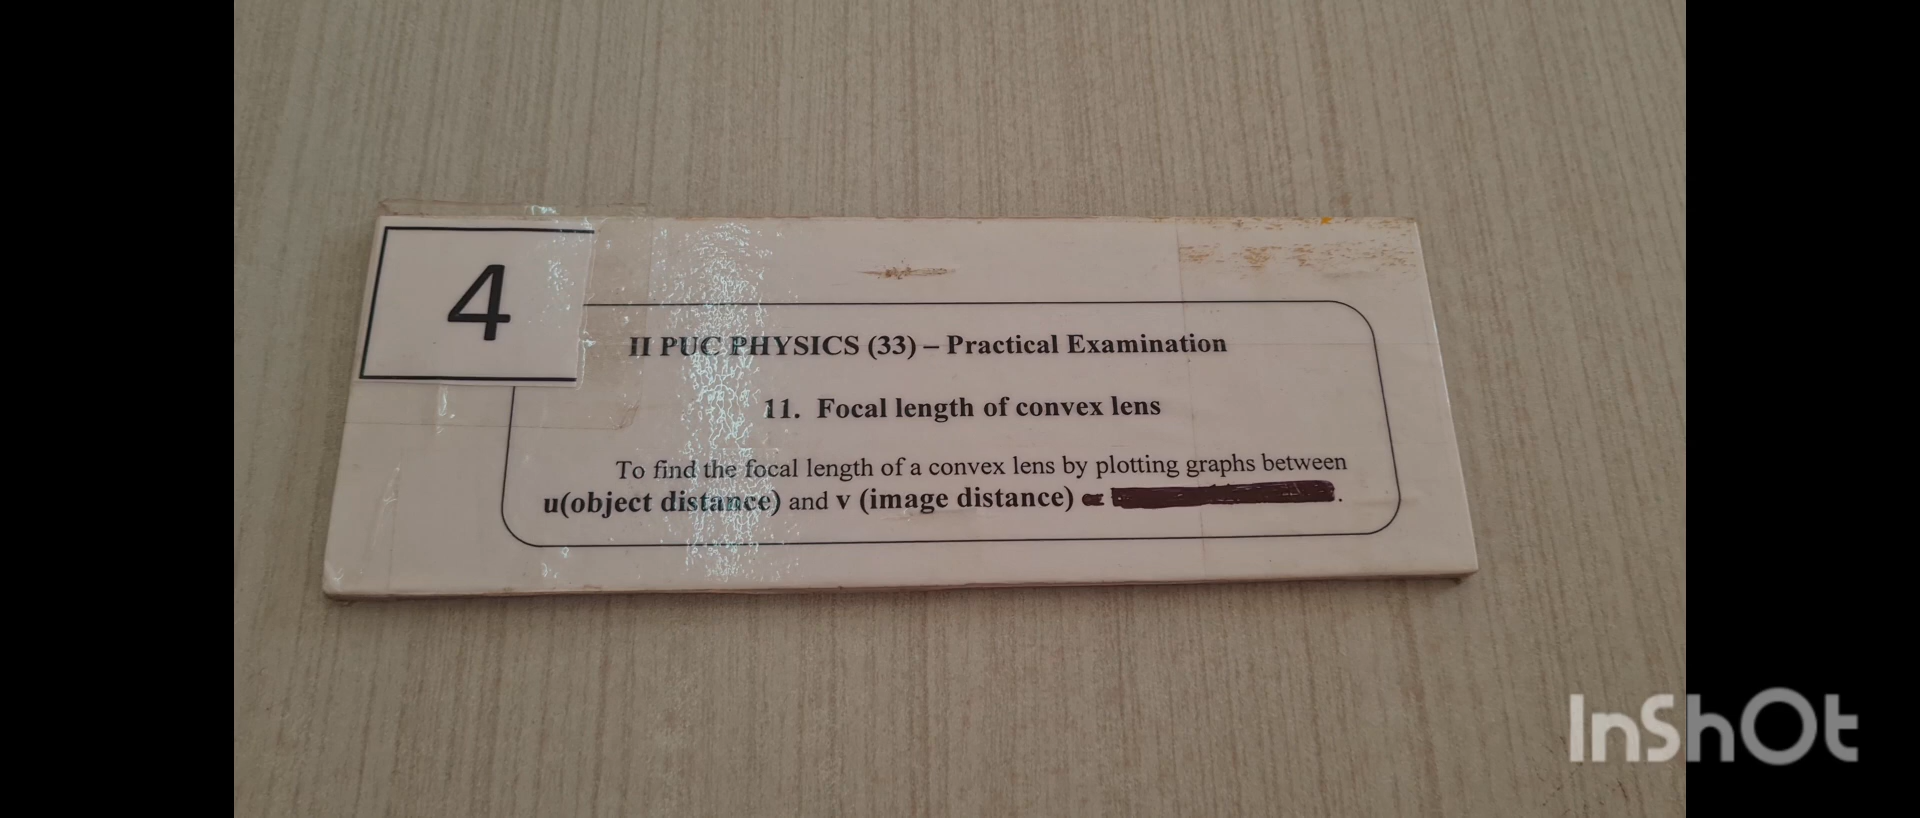 4
II PUC PHYSICS (33) – Practical Examination
11. Focal length of convex lens
To find the focal length of a convex lens by plotting graphs between
u(object distance) and v (image distance)
InShOt